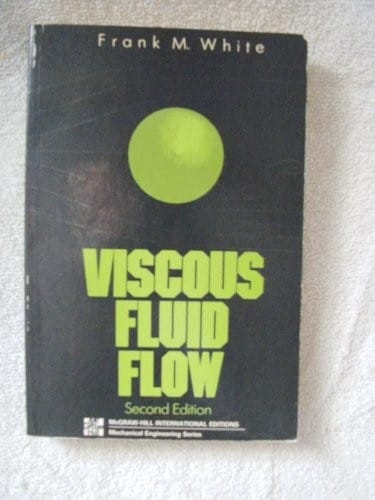 Frank M. White
VISCOUS
FLUID
FLOW
Second Edition
McGRAW-HILL INTERNATIONAL EDITIONS
Mechanical Engineering Series